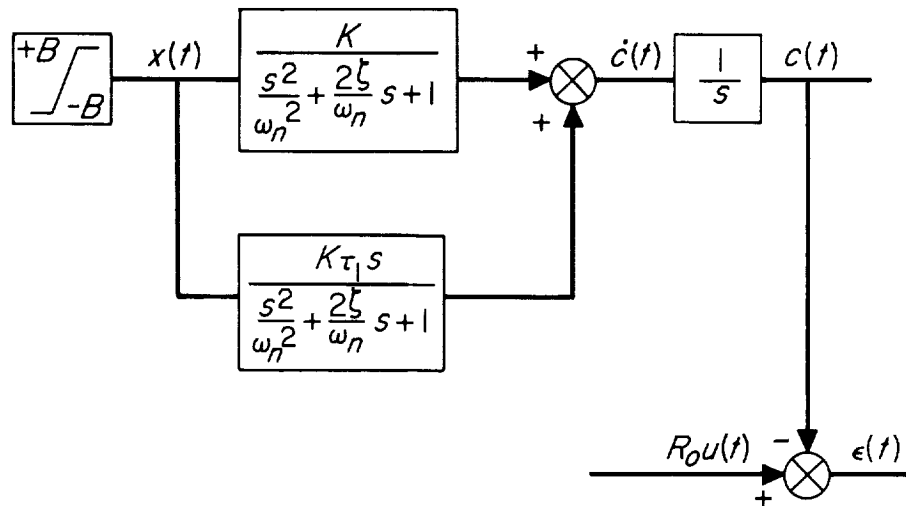 +B
-B
x(t)
K
s²/ωn² + 2ζ/ωn s + 1
+
+
ċ(t)
1/s
c(t)
Kτ₁s
s²/ωn² + 2ζ/ωn s + 1
R₀u(t)
+
-
ϵ(t)